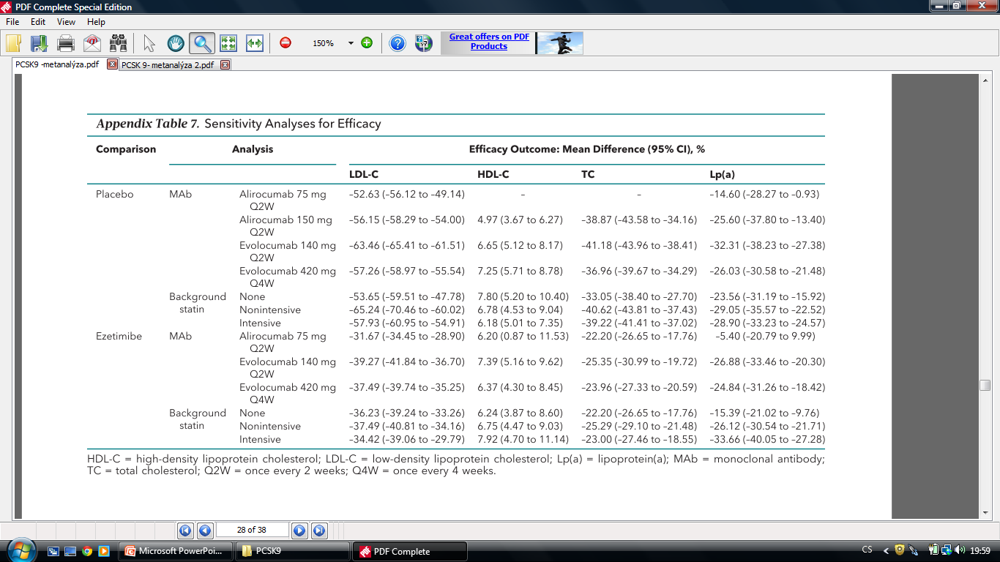 PDF Complete Special Edition
File Edit View Help
150%
Great offers on PDF
Products
PCSK9 -metanalýza.pdf PCSK 9- metanalýza 2.pdf
Appendix Table 7. Sensitivity Analyses for Efficacy
Comparison Analysis Efficacy Outcome: Mean Difference (95% CI), %
LDL-C HDL-C TC Lp(a)
Placebo MAb Alirocumab 75 mg –52.63 (–56.12 to –49.14) – – –14.60 (–28.27 to –0.93)
Q2W
Alirocumab 150 mg –56.15 (–58.29 to –54.00) 4.97 (3.67 to 6.27) –38.87 (–43.58 to –34.16) –25.60 (–37.80 to –13.40)
Q2W
Evolocumab 140 mg –63.46 (–65.41 to –61.51) 6.65 (5.12 to 8.17) –41.18 (–43.96 to –38.41) –32.31 (–38.23 to –27.38)
Q2W
Evolocumab 420 mg –57.26 (–58.97 to –55.54) 7.25 (5.71 to 8.78) –36.96 (–39.67 to –34.29) –26.03 (–30.58 to –21.48)
Q4W
Background None –53.65 (–59.51 to –47.78) 7.80 (5.20 to 10.40) –33.05 (–38.40 to –27.70) –23.56 (–31.19 to –15.92)
statin Nonintensive –65.24 (–70.46 to –60.02) 6.78 (4.53 to 9.04) –40.62 (–43.81 to –37.43) –29.05 (–35.57 to –22.52)
Intensive –57.93 (–60.95 to –54.91) 6.18 (5.01 to 7.35) –39.22 (–41.41 to –37.02) –28.90 (–33.23 to –24.57)
Ezetimibe MAb Alirocumab 75 mg –31.67 (–34.45 to –28.90) 6.20 (0.87 to 11.53) –22.20 (–26.65 to –17.76) –5.40 (–20.79 to 9.99)
Q2W
Evolocumab 140 mg –39.27 (–41.84 to –36.70) 7.39 (5.16 to 9.62) –25.35 (–30.99 to –19.72) –26.88 (–33.46 to –20.30)
Q2W
Evolocumab 420 mg –37.49 (–39.74 to –35.25) 6.37 (4.30 to 8.45) –23.96 (–27.33 to –20.59) –24.84 (–31.26 to –18.42)
Q4W
Background None –36.23 (–39.24 to –33.26) 6.24 (3.87 to 8.60) –22.20 (–26.65 to –17.76) –15.39 (–21.02 to –9.76)
statin Nonintensive –37.49 (–40.81 to –34.16) 6.75 (4.47 to 9.03) –25.29 (–29.10 to –21.48) –26.12 (–30.54 to –21.71)
Intensive –34.42 (–39.06 to –29.79) 7.92 (4.70 to 11.14) –23.00 (–27.46 to –18.55) –33.66 (–40.05 to –27.28)
HDL-C = high-density lipoprotein cholesterol; LDL-C = low-density lipoprotein cholesterol; Lp(a) = lipoprotein(a); MAb = monoclonal antibody;
TC = total cholesterol; Q2W = once every 2 weeks; Q4W = once every 4 weeks.
28 of 38
Microsoft PowerPoi... PCSK9 PDF Complete CS 19:59